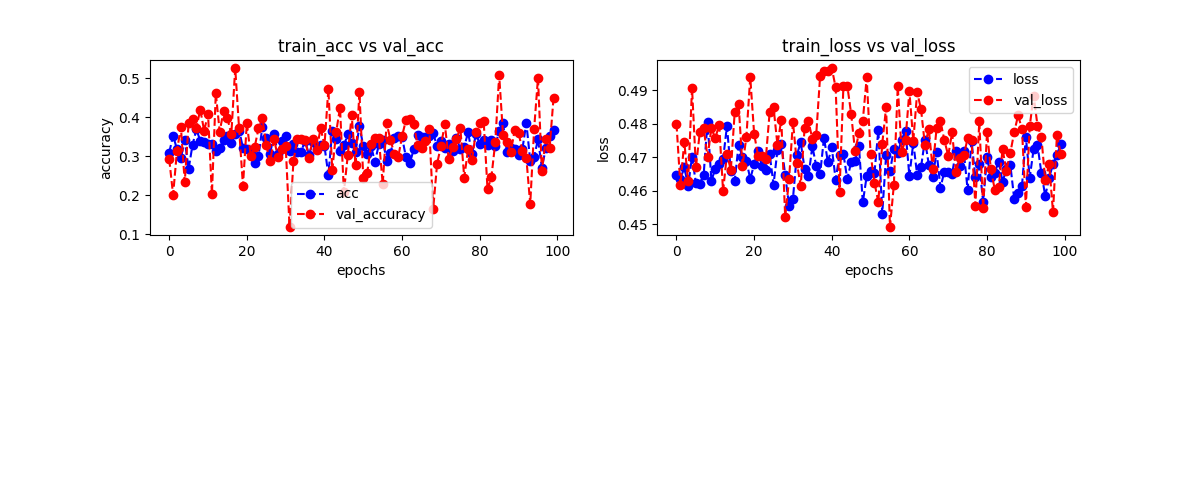 train_acc vs val_acc
accuracy
0.5
0.4
0.3
0.2
0.1
acc
val_accuracy
0 20 40 60 80 100
epochs
train_loss vs val_loss
loss
0.49
0.48
0.47
0.46
0.45
loss
val_loss
0 20 40 60 80 100
epochs